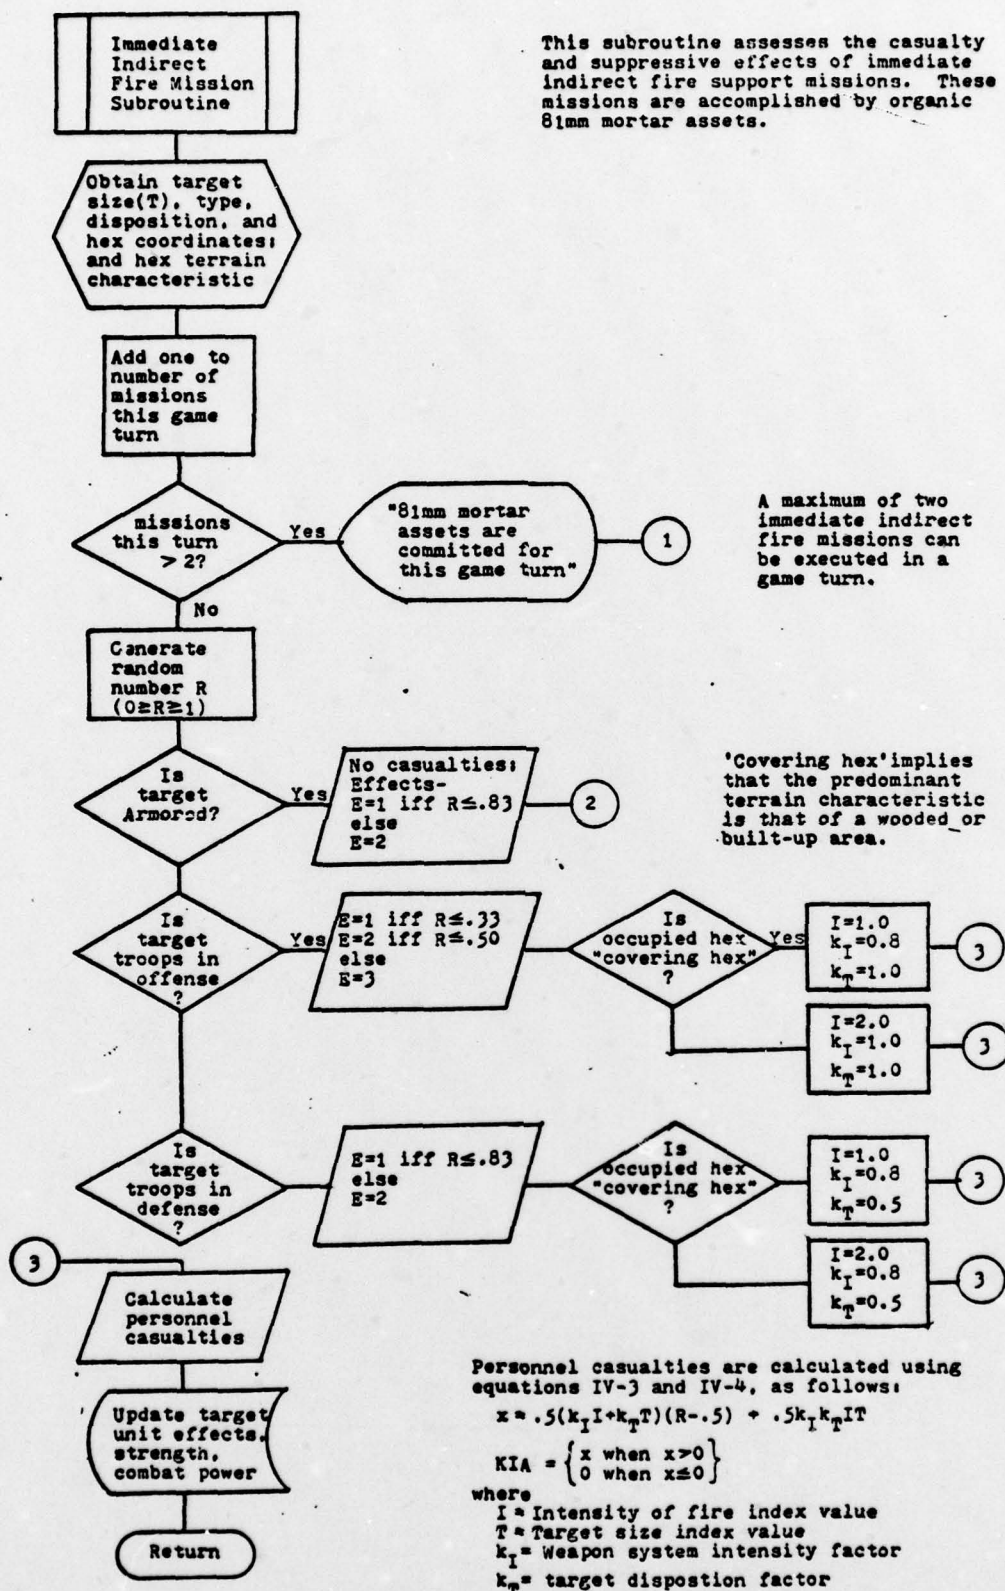 Immediate
Indirect
Fire Mission
Subroutine
This subroutine assesses the casualty
and suppressive effects of immediate
indirect fire support missions. These
missions are accomplished by organic
81mm mortar assets.
Obtain target
size(T), type,
disposition, and
hex coordinates;
and hex terrain
characteristic
Add one to
number of
missions
this game
turn
missions
this turn
> 2?
Yes
"81mm mortar
assets are
committed for
this game turn"
1
A maximum of two
immediate indirect
fire missions can
be executed in a
game turn.
No
Generate
random
number R
(0≥R≥1)
Is
target
Armored?
Yes
No casualties;
Effects-
E=1 iff R≤.83
else
E=2
2
'Covering hex' implies
that the predominant
terrain characteristic
is that of a wooded or
built-up area.
Is
target
troops in
offense
?
Yes
E=1 iff R≤.33
E=2 iff R≤.50
else
E=3
Is
occupied hex
"covering hex"
?
Yes
I=1.0
k_I=0.8
k_T=1.0
3
I=2.0
k_I=1.0
k_T=1.0
3
Is
target
troops in
defense
?
E=1 iff R≤.83
else
E=2
Is
occupied hex
"covering hex"
?
I=1.0
k_I=0.8
k_T=0.5
3
I=2.0
k_I=0.8
k_T=0.5
3
3
Calculate
personnel
casualties
Update target
unit effects,
strength,
combat power
Return
Personnel casualties are calculated using
equations IV-3 and IV-4, as follows:
x = .5(k_I I+k_T T)(R-.5) + .5k_I k_T IT
KIA = {x when x>0}
{0 when x≤0}
where
I = Intensity of fire index value
T = Target size index value
k_I = Weapon system intensity factor
k_T = target dispostion factor